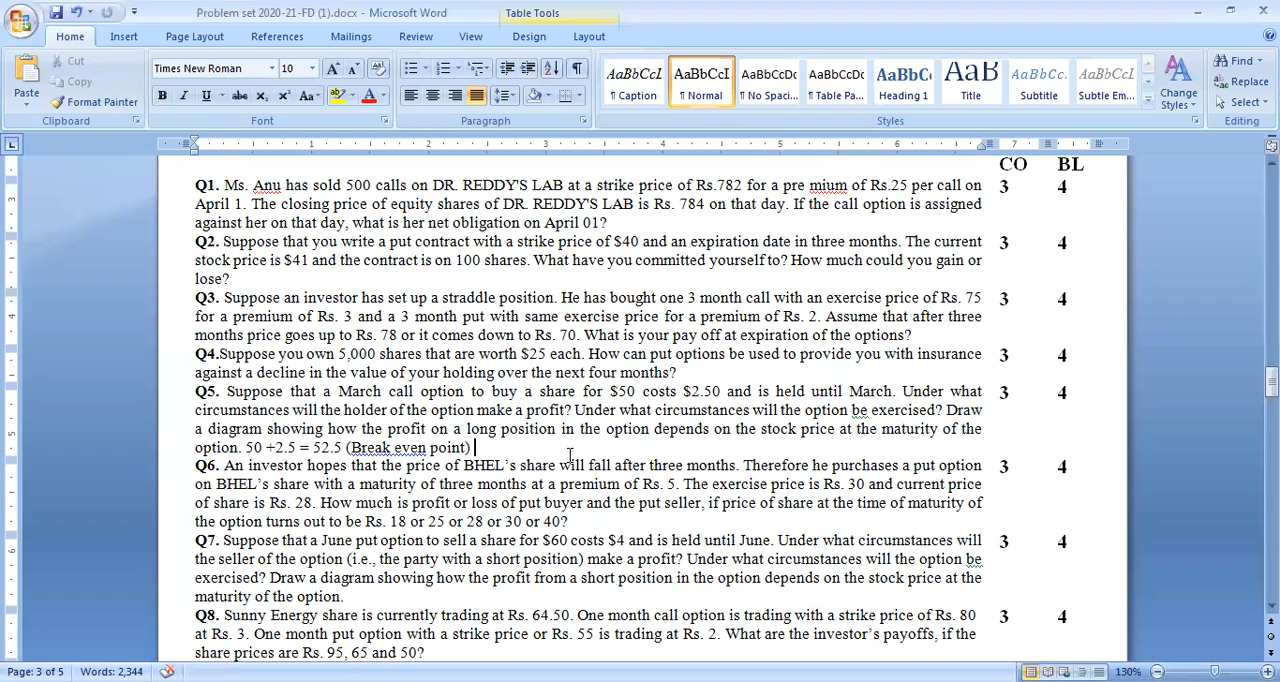 Problem set 2020-21-FD (1).docx - Microsoft Word
Table Tools
Home Insert Page Layout References Mailings Review View Design Layout
Paste
Cut
Copy
Format Painter
Clipboard
Times New Roman 10
B I U abc X₂ X² Aa
Font
Paragraph
AaBbCcI AaBbCcI AaBbCcDc AaBbCcDc AaBbC AaB AaBbCcI AaBbCcI
¶ Caption ¶ Normal ¶ No Spaci... ¶ Table Pa... Heading 1 Title Subtitle Subtle Em...
Change Styles
Styles
Find
Replace
Select
Editing
1 2 3 4 5 6 7
CO BL
Q1. Ms. Anu has sold 500 calls on DR. REDDY'S LAB at a strike price of Rs.782 for a pre mium of Rs.25 per call on 3 4
April 1. The closing price of equity shares of DR. REDDY'S LAB is Rs. 784 on that day. If the call option is assigned
against her on that day, what is her net obligation on April 01?
Q2. Suppose that you write a put contract with a strike price of $40 and an expiration date in three months. The current 3 4
stock price is $41 and the contract is on 100 shares. What have you committed yourself to? How much could you gain or
lose?
Q3. Suppose an investor has set up a straddle position. He has bought one 3 month call with an exercise price of Rs. 75 3 4
for a premium of Rs. 3 and a 3 month put with same exercise price for a premium of Rs. 2. Assume that after three
months price goes up to Rs. 78 or it comes down to Rs. 70. What is your pay off at expiration of the options?
Q4.Suppose you own 5,000 shares that are worth $25 each. How can put options be used to provide you with insurance 3 4
against a decline in the value of your holding over the next four months?
Q5. Suppose that a March call option to buy a share for $50 costs $2.50 and is held until March. Under what 3 4
circumstances will the holder of the option make a profit? Under what circumstances will the option be exercised? Draw
a diagram showing how the profit on a long position in the option depends on the stock price at the maturity of the
option. 50 +2.5 = 52.5 (Break even point)
Q6. An investor hopes that the price of BHEL's share will fall after three months. Therefore he purchases a put option 3 4
on BHEL's share with a maturity of three months at a premium of Rs. 5. The exercise price is Rs. 30 and current price
of share is Rs. 28. How much is profit or loss of put buyer and the put seller, if price of share at the time of maturity of
the option turns out to be Rs. 18 or 25 or 28 or 30 or 40?
Q7. Suppose that a June put option to sell a share for $60 costs $4 and is held until June. Under what circumstances will 3 4
the seller of the option (i.e., the party with a short position) make a profit? Under what circumstances will the option be
exercised? Draw a diagram showing how the profit from a short position in the option depends on the stock price at the
maturity of the option.
Q8. Sunny Energy share is currently trading at Rs. 64.50. One month call option is trading with a strike price of Rs. 80 3 4
at Rs. 3. One month put option with a strike price or Rs. 55 is trading at Rs. 2. What are the investor's payoffs, if the
share prices are Rs. 95, 65 and 50?
Page: 3 of 5 Words: 2,344 130%